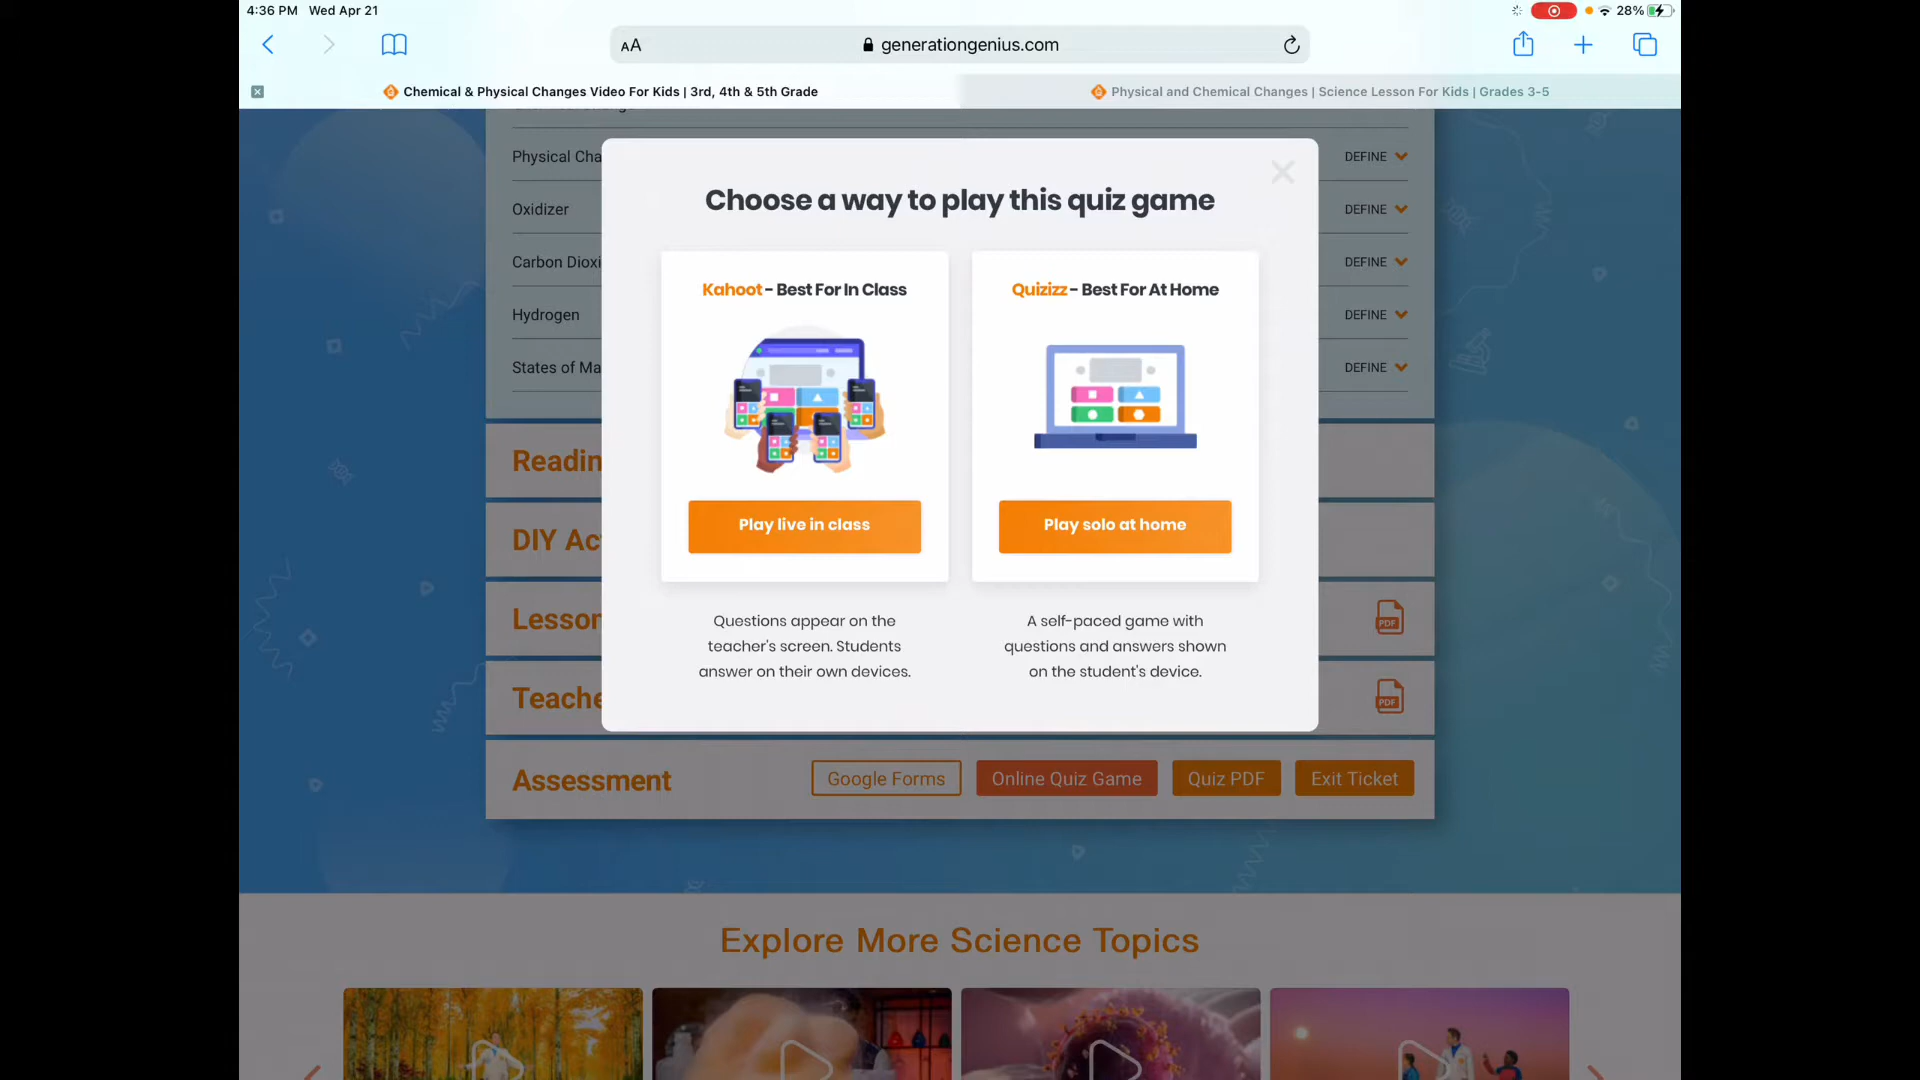 4:36 PM Wed Apr 21
28%
AA
generationgenius.com
Chemical & Physical Changes Video For Kids | 3rd, 4th & 5th Grade
Physical and Chemical Changes | Science Lesson For Kids | Grades 3-5
Physical Cha
DEFINE
Oxidizer
DEFINE
Carbon Dioxi
DEFINE
Hydrogen
DEFINE
States of Ma
DEFINE
Choose a way to play this quiz game
Kahoot - Best For In Class
Play live in class
Questions appear on the
teacher's screen. Students
answer on their own devices.
Quizizz - Best For At Home
Play solo at home
A self-paced game with
questions and answers shown
on the student's device.
Readin
DIY Ac
Lesson
PDF
Teache
PDF
Assessment
Google Forms
Online Quiz Game
Quiz PDF
Exit Ticket
Explore More Science Topics